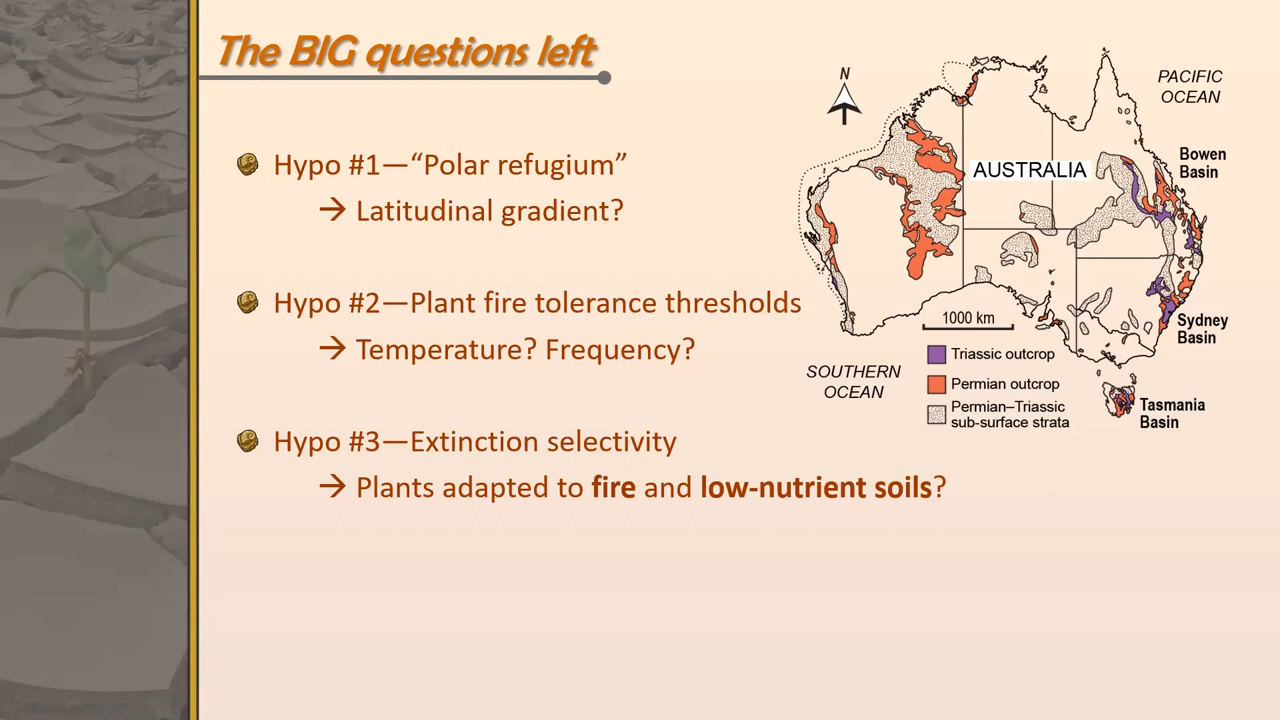 The BIG questions left
Hypo #1—“Polar refugium”
→ Latitudinal gradient?
Hypo #2—Plant fire tolerance thresholds
→ Temperature? Frequency?
Hypo #3—Extinction selectivity
→ Plants adapted to fire and low-nutrient soils?
N
PACIFIC
OCEAN
AUSTRALIA
Bowen
Basin
1000 km
Sydney
Basin
SOUTHERN
OCEAN
Triassic outcrop
Permian outcrop
Permian–Triassic
sub-surface strata
Tasmania
Basin